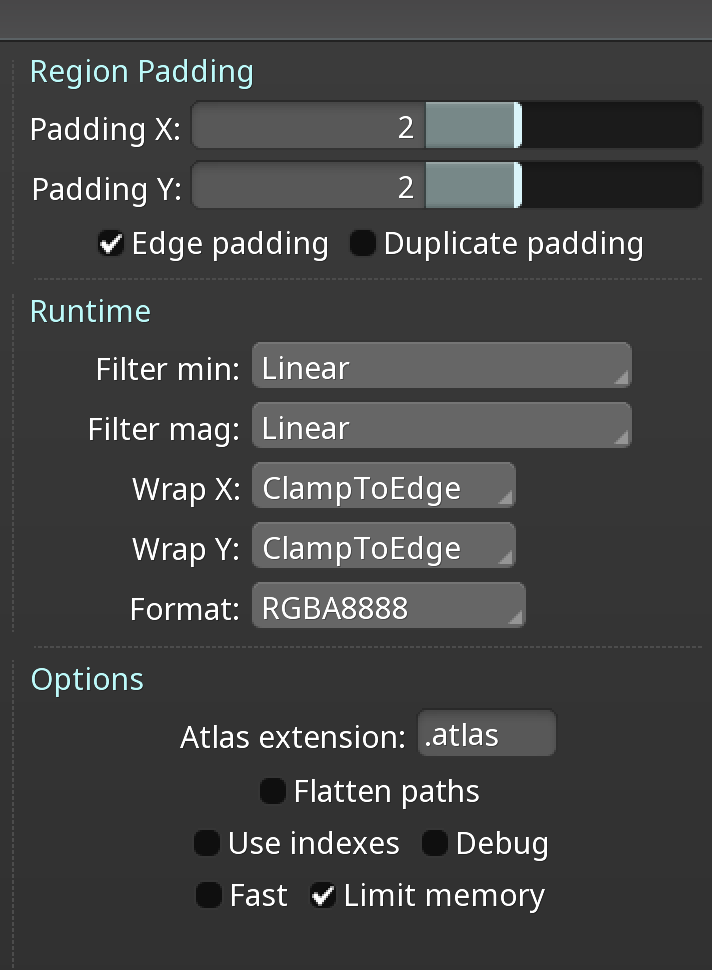 Region Padding
Padding X: 2
Padding Y: 2
Edge padding Duplicate padding
Runtime
Filter min: Linear
Filter mag: Linear
Wrap X: ClampToEdge
Wrap Y: ClampToEdge
Format: RGBA8888
Options
Atlas extension: .atlas
Flatten paths
Use indexes Debug
Fast Limit memory